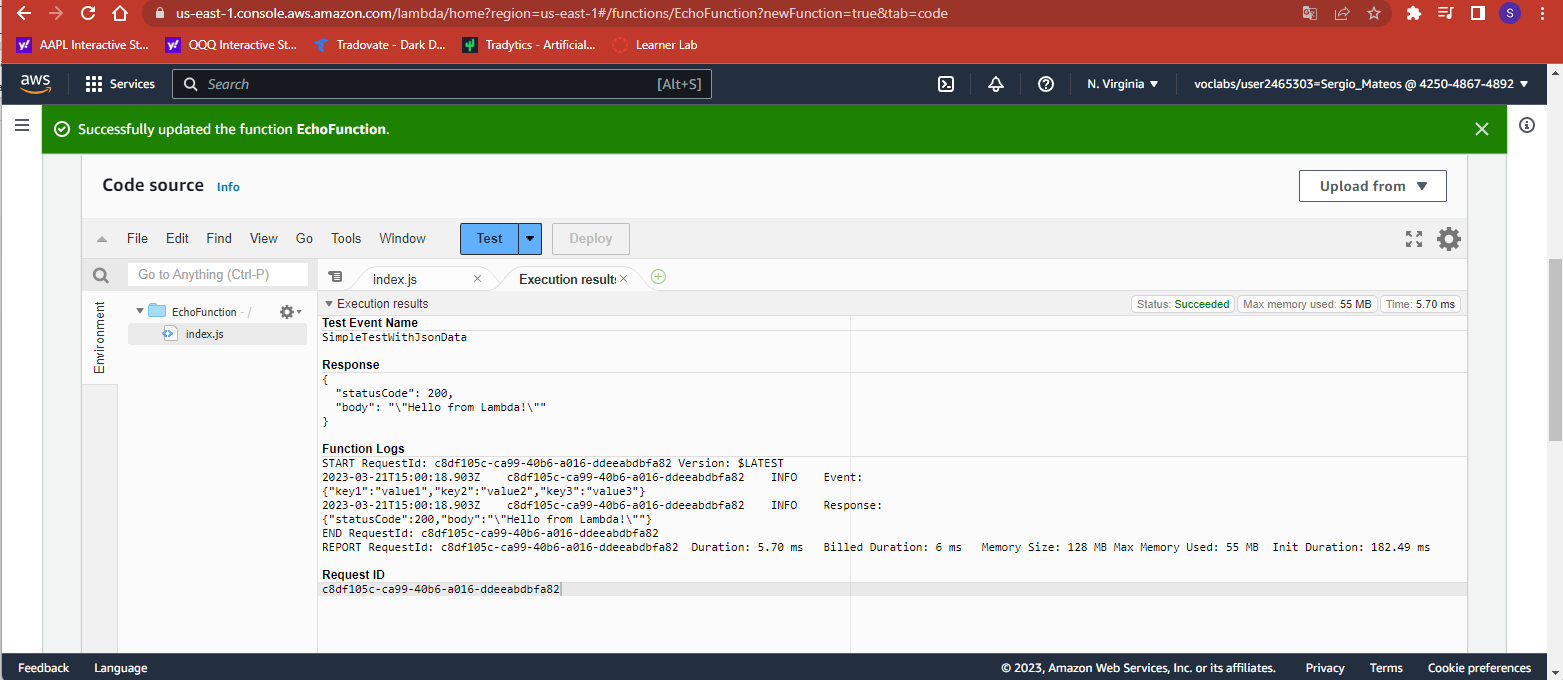 us-east-1.console.aws.amazon.com/lambda/home?region=us-east-1#/functions/EchoFunction?newFunction=true&tab=code
S
AAPL Interactive St... QQQ Interactive St... Tradovate - Dark D... Tradytics - Artificial... Learner Lab
aws Services Search [Alt+S] N. Virginia voclabs/user2465303=Sergio_Mateos @ 4250-4867-4892
Successfully updated the function EchoFunction.
Code source Info Upload from
File Edit Find View Go Tools Window Test Deploy
Go to Anything (Ctrl-P) index.js Execution results
Environment
EchoFunction - /
index.js
Execution results Status: Succeeded Max memory used: 55 MB Time: 5.70 ms
Test Event Name
SimpleTestWithJsonData
Response
{
"statusCode": 200,
"body": "\"Hello from Lambda!\""
}
Function Logs
START RequestId: c8df105c-ca99-40b6-a016-ddeeabdbfa82 Version: $LATEST
2023-03-21T15:00:18.903Z c8df105c-ca99-40b6-a016-ddeeabdbfa82 INFO Event:
{"key1":"value1","key2":"value2","key3":"value3"}
2023-03-21T15:00:18.903Z c8df105c-ca99-40b6-a016-ddeeabdbfa82 INFO Response:
{"statusCode":200,"body":"\"Hello from Lambda!\""}
END RequestId: c8df105c-ca99-40b6-a016-ddeeabdbfa82
REPORT RequestId: c8df105c-ca99-40b6-a016-ddeeabdbfa82 Duration: 5.70 ms Billed Duration: 6 ms Memory Size: 128 MB Max Memory Used: 55 MB Init Duration: 182.49 ms
Request ID
c8df105c-ca99-40b6-a016-ddeeabdbfa82
Feedback Language © 2023, Amazon Web Services, Inc. or its affiliates. Privacy Terms Cookie preferences